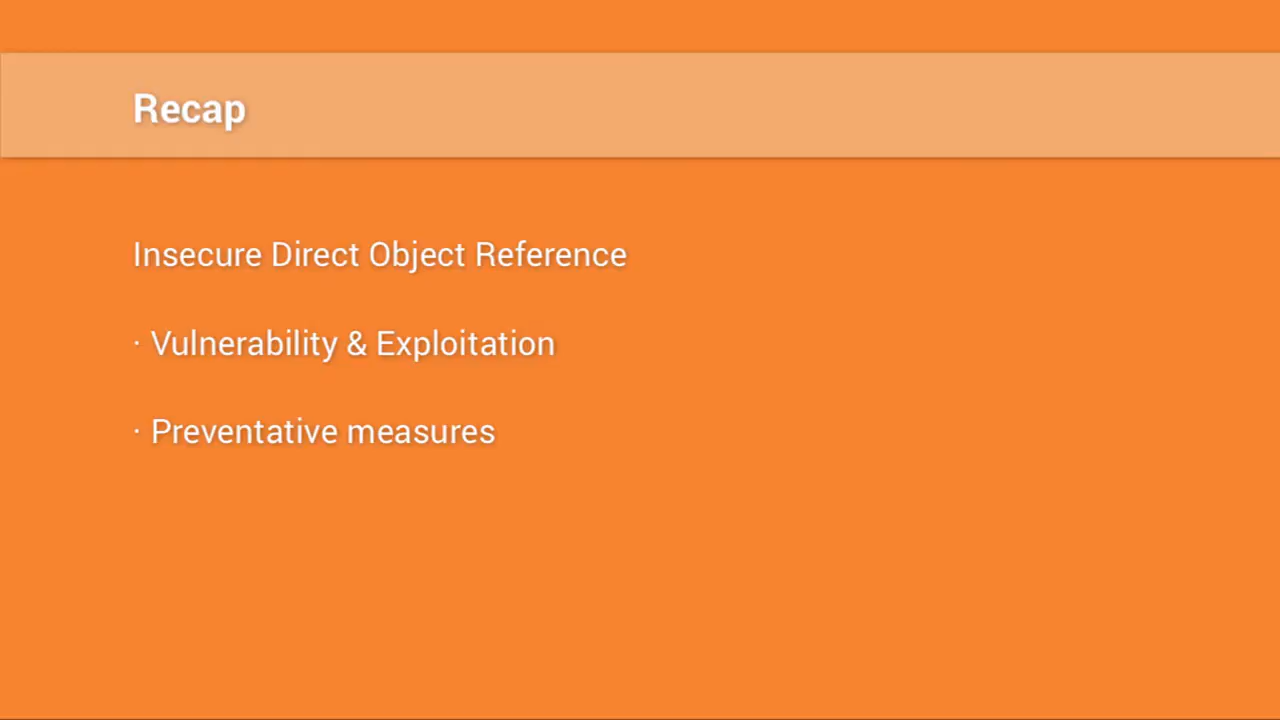 Recap
Insecure Direct Object Reference
· Vulnerability & Exploitation
· Preventative measures